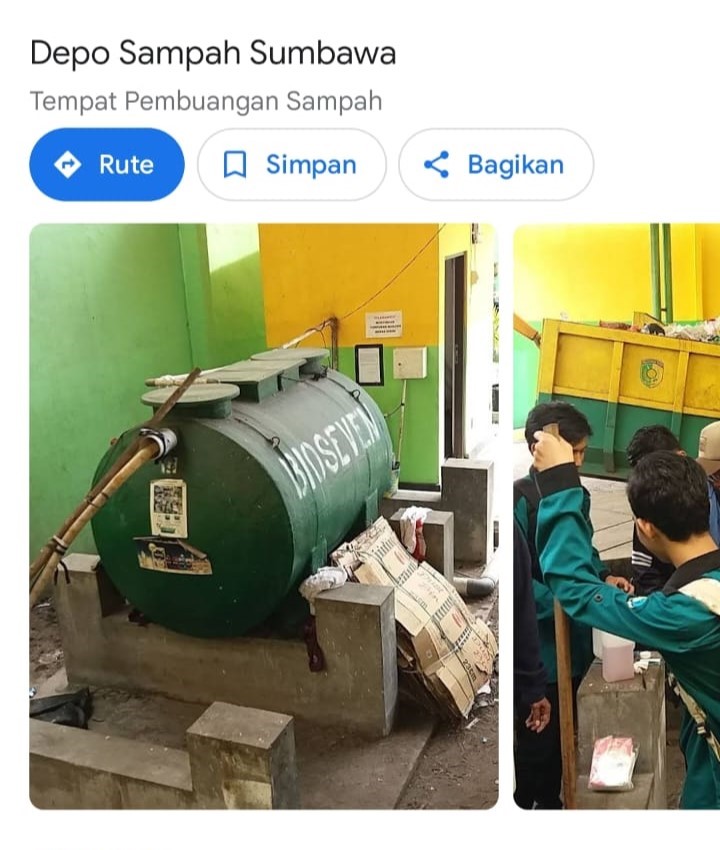 Depo Sampah Sumbawa
Tempat Pembuangan Sampah
Rute
Simpan
Bagikan
BIOSEVEN